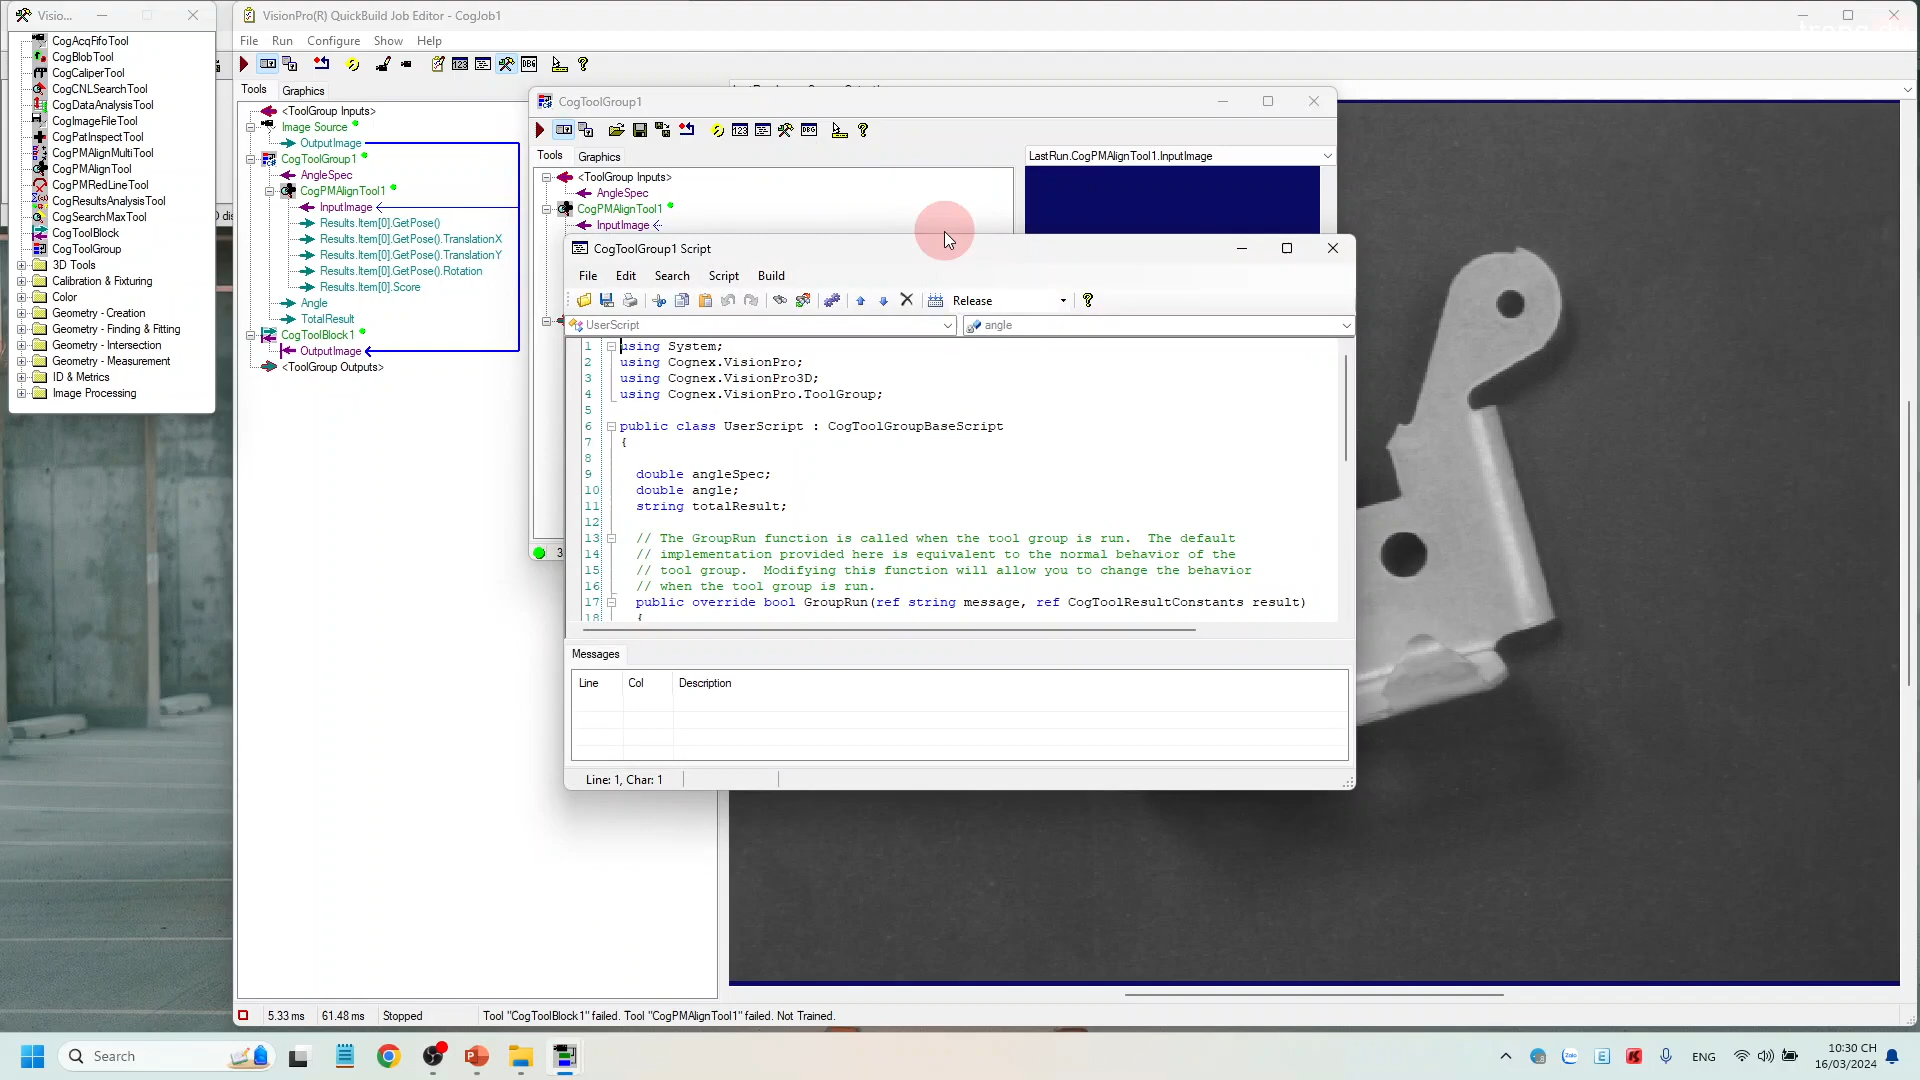 Visio...
CogAcqFifoTool
CogBlobTool
CogCaliperTool
CogCNLSearchTool
CogDataAnalysisTool
CogImageFileTool
CogPatInspectTool
CogPMAlignMultiTool
CogPMAlignTool
CogPMRedLineTool
CogResultsAnalysisTool
CogSearchMaxTool
CogToolBlock
CogToolGroup
3D Tools
Calibration & Fixturing
Color
Geometry - Creation
Geometry - Finding & Fitting
Geometry - Intersection
Geometry - Measurement
ID & Metrics
Image Processing
VisionPro(R) QuickBuild Job Editor - CogJob1
File Run Configure Show Help
Tools Graphics
<ToolGroup Inputs>
Image Source
OutputImage
CogToolGroup1
AngleSpec
CogPMAlignTool1
InputImage
Results.Item[0].GetPose()
Results.Item[0].GetPose().TranslationX
Results.Item[0].GetPose().TranslationY
Results.Item[0].GetPose().Rotation
Results.Item[0].Score
Angle
TotalResult
CogToolBlock1
OutputImage
<ToolGroup Outputs>
CogToolGroup1
Tools Graphics
<ToolGroup Inputs>
AngleSpec
CogPMAlignTool1
InputImage
LastRun.CogPMAlignTool1.InputImage
3
CogToolGroup1 Script
File Edit Search Script Build
Release
UserScript angle
1 using System;
2 using Cognex.VisionPro;
3 using Cognex.VisionPro3D;
4 using Cognex.VisionPro.ToolGroup;
5
6 public class UserScript : CogToolGroupBaseScript
7 {
8
9 double angleSpec;
10 double angle;
11 string totalResult;
12
13 // The GroupRun function is called when the tool group is run. The default
14 // implementation provided here is equivalent to the normal behavior of the
15 // tool group. Modifying this function will allow you to change the behavior
16 // when the tool group is run.
17 public override bool GroupRun(ref string message, ref CogToolResultConstants result)
18 {
Messages
Line Col Description
Line: 1, Char: 1
5.33 ms 61.48 ms Stopped Tool "CogToolBlock1" failed. Tool "CogPMAlignTool1" failed. Not Trained.
Search
ENG
10:30 CH
16/03/2024